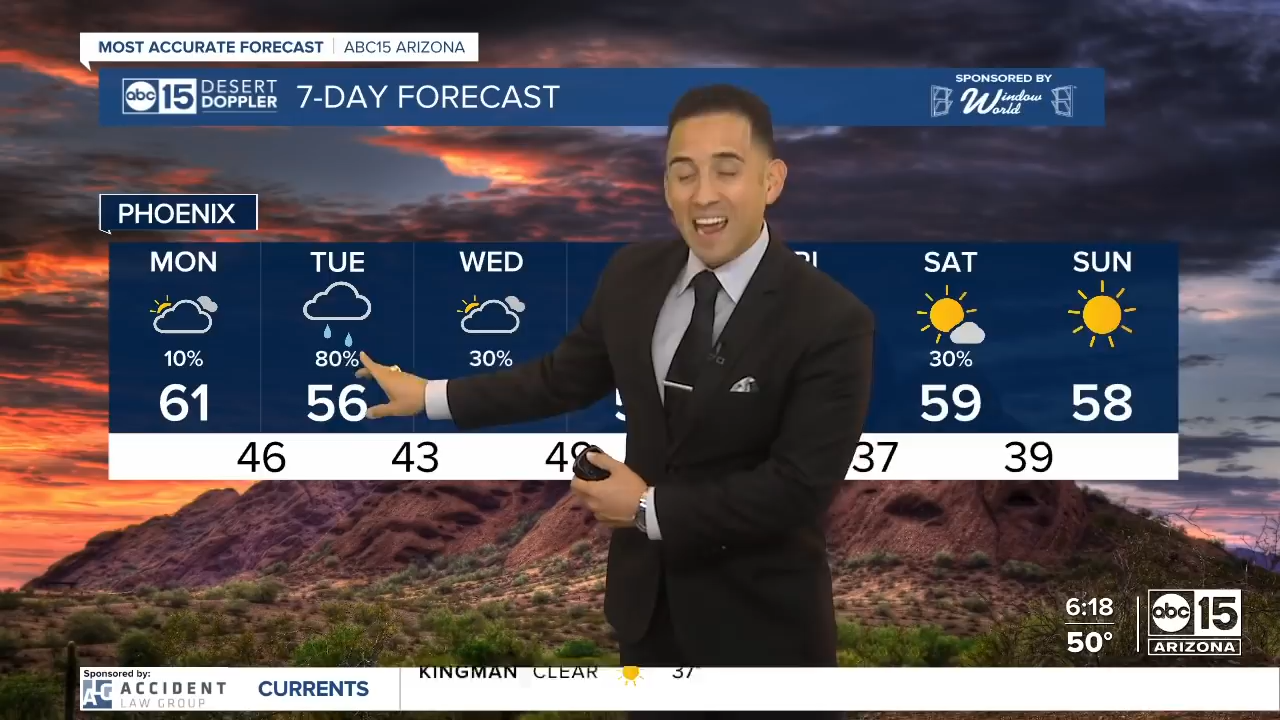 MOST ACCURATE FORECAST | ABC15 ARIZONA
abc 15 DESERT DOPPLER 7-DAY FORECAST
SPONSORED BY
Window World
PHOENIX
MON TUE WED SAT SUN
10% 80% 30% 30%
61 56 59 58
46 43 37 39
6:18
50°
abc 15
ARIZONA
Sponsored by:
AG ACCIDENT
LAW GROUP
CURRENTS
KINGMAN CLEAR 37°